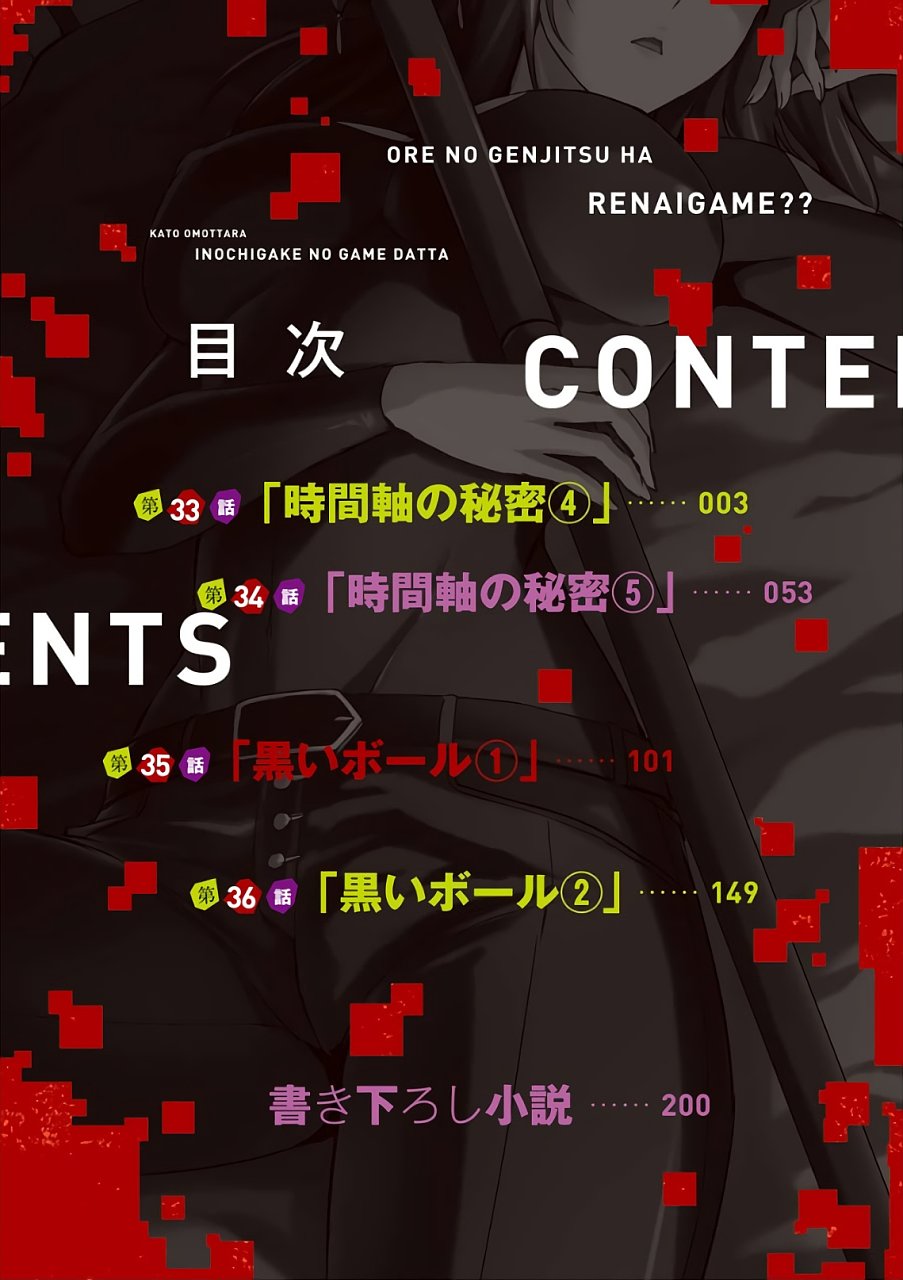 ORE NO GENJITSU HA
RENAIGAME??
KATO OMOTTARA
INOCHIGAKE NO GAME DATTA
目次
CONTE
第33話「時間軸の秘密④」…… 003
第34話「時間軸の秘密⑤」…… 053
ENTS
第35話「黒いボール①」…… 101
第36話「黒いボール②」…… 149
書き下ろし小説 …… 200